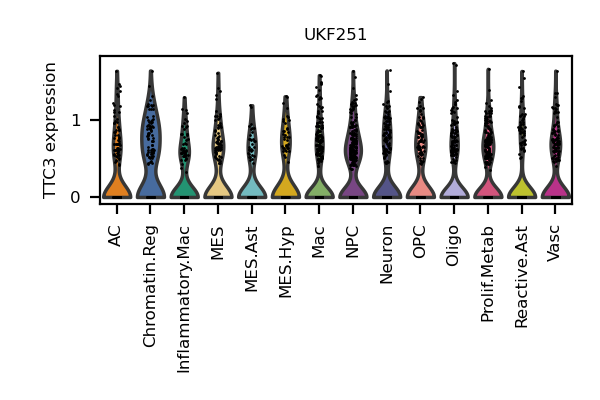 UKF251
TTC3 expression
1
0
AC
Chromatin.Reg
Inflammatory.Mac
MES
MES.Ast
MES.Hyp
Mac
NPC
Neuron
OPC
Oligo
Prolif.Metab
Reactive.Ast
Vasc